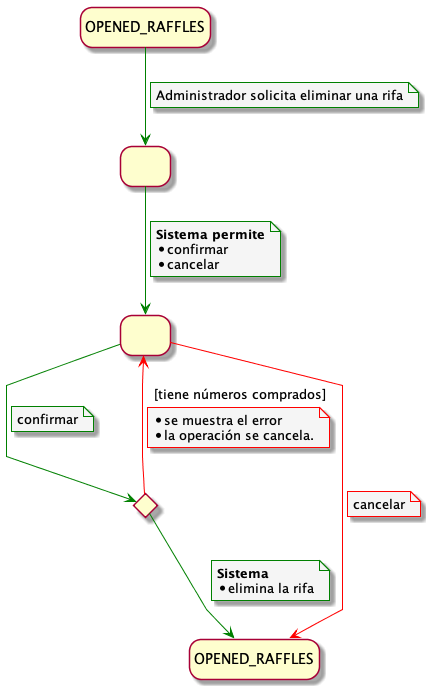 OPENED_RAFFLES
Administrador solicita eliminar una rifa
Sistema permite
• confirmar
• cancelar
[tiene números comprados]
• se muestra el error
• la operación se cancela.
confirmar
cancelar
Sistema
• elimina la rifa
OPENED_RAFFLES